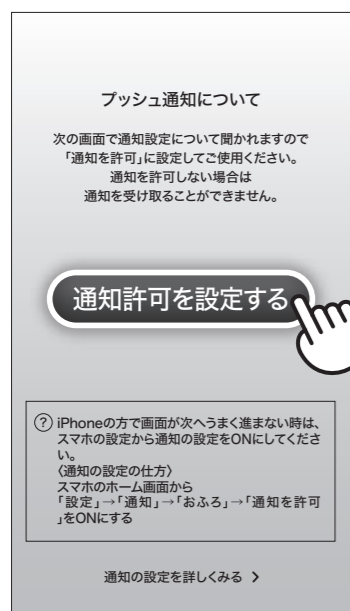 プッシュ通知について
次の画面で通知設定について聞かれますので
「通知を許可」に設定してご使用ください。
通知を許可しない場合は
通知を受け取ることができません。
通知許可を設定する
? iPhoneの方で画面が次へうまく進まない時は、
スマホの設定から通知の設定をONにしてくださ
い。
〈通知の設定の仕方〉
スマホのホーム画面から
「設定」→「通知」→「おふろ」→「通知を許可
」をONにする
通知の設定を詳しくみる >